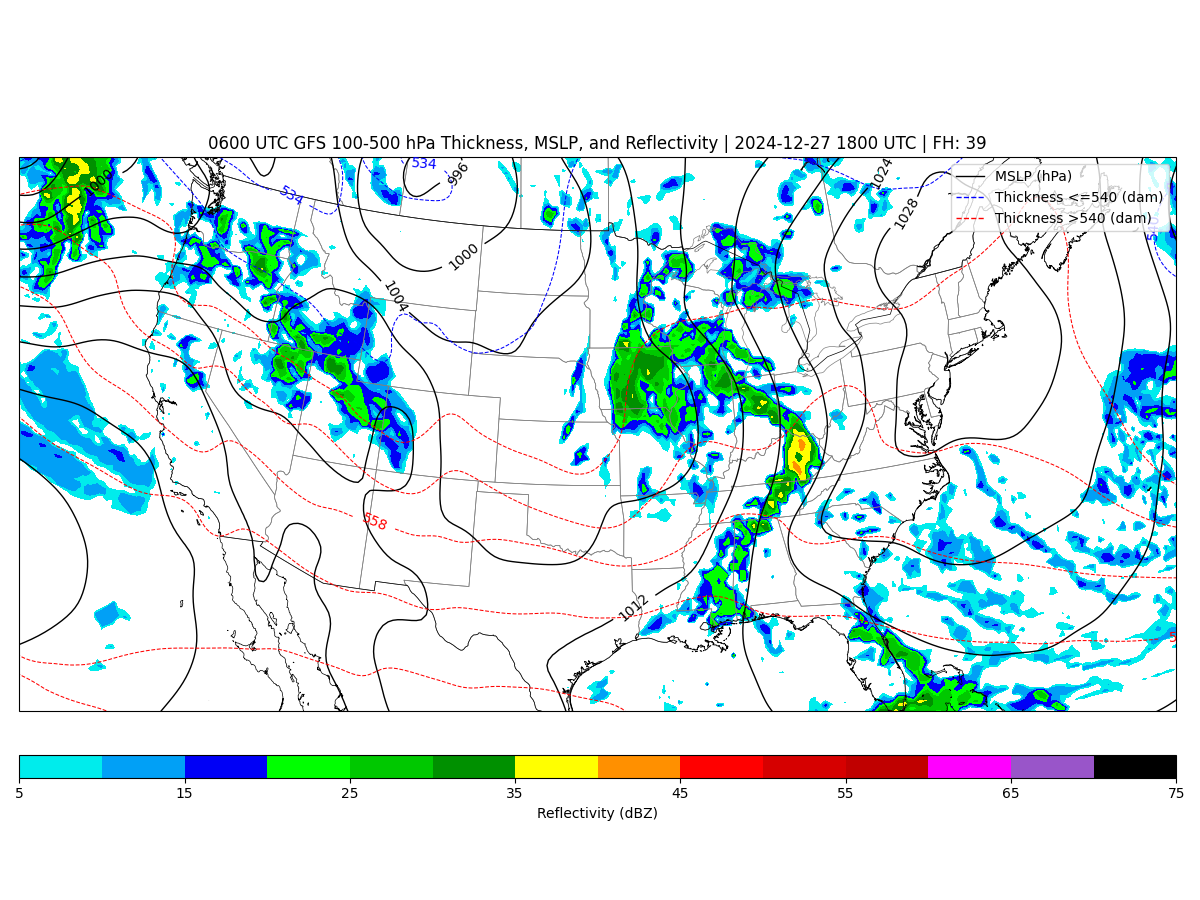 0600 UTC GFS 100-500 hPa Thickness, MSLP, and Reflectivity | 2024-12-27 1800 UTC | FH: 39
MSLP (hPa)
Thickness <=540 (dam)
Thickness >540 (dam)
534
996
1024
1000
534
1028
540
1000
1004
558
1012
5 15 25 35 45 55 65 75
Reflectivity (dBZ)